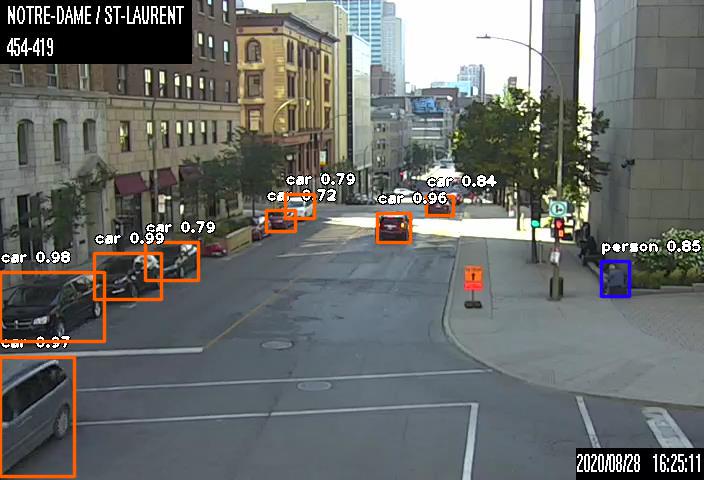 NOTRE-DAME / ST-LAURENT
454-419
car 0.79
car 0.72
car 0.84
car 0.96
car 0.79
car 0.99
car 0.98
person 0.85
car 0.97
2020/08/28 16:25:11